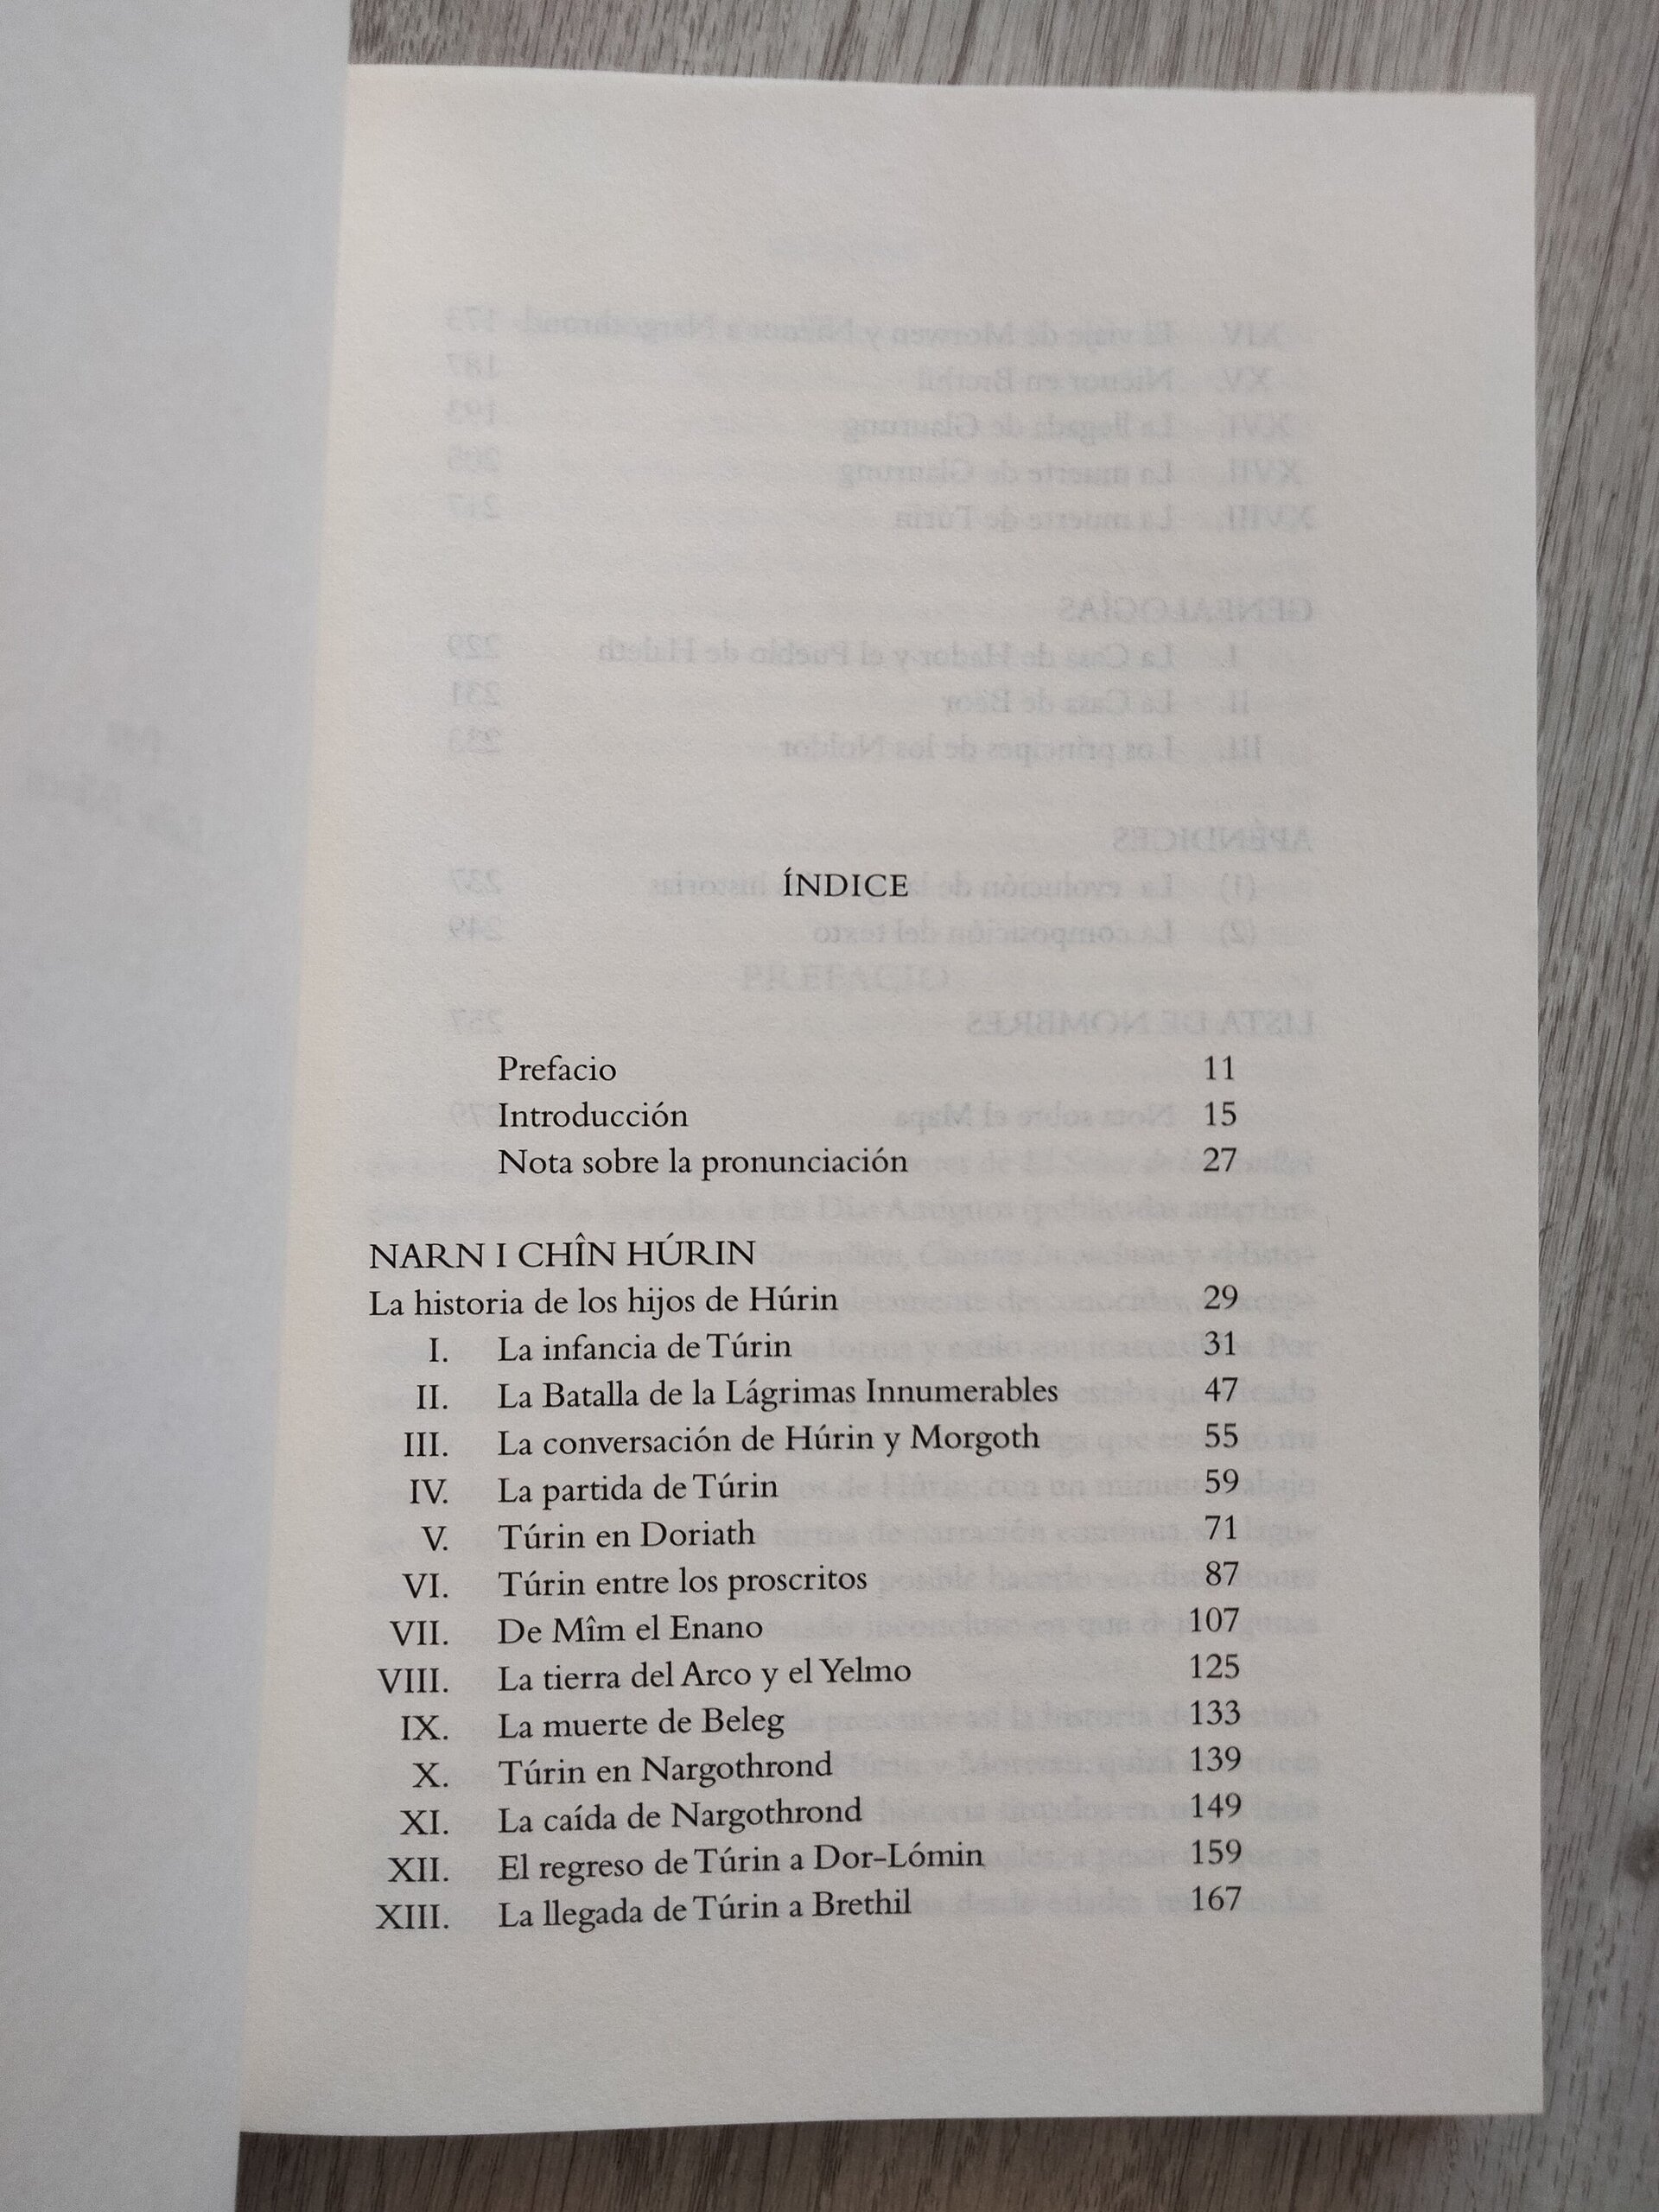 ÍNDICE
Prefacio 11
Introducción 15
Nota sobre la pronunciación 27
NARN I CHÎN HÚRIN
La historia de los hijos de Húrin 29
I. La infancia de Túrin 31
II. La Batalla de la Lágrimas Innumerables 47
III. La conversación de Húrin y Morgoth 55
IV. La partida de Túrin 59
V. Túrin en Doriath 71
VI. Túrin entre los proscritos 87
VII. De Mîm el Enano 107
VIII. La tierra del Arco y el Yelmo 125
IX. La muerte de Beleg 133
X. Túrin en Nargothrond 139
XI. La caída de Nargothrond 149
XII. El regreso de Túrin a Dor-Lómin 159
XIII. La llegada de Túrin a Brethil 167